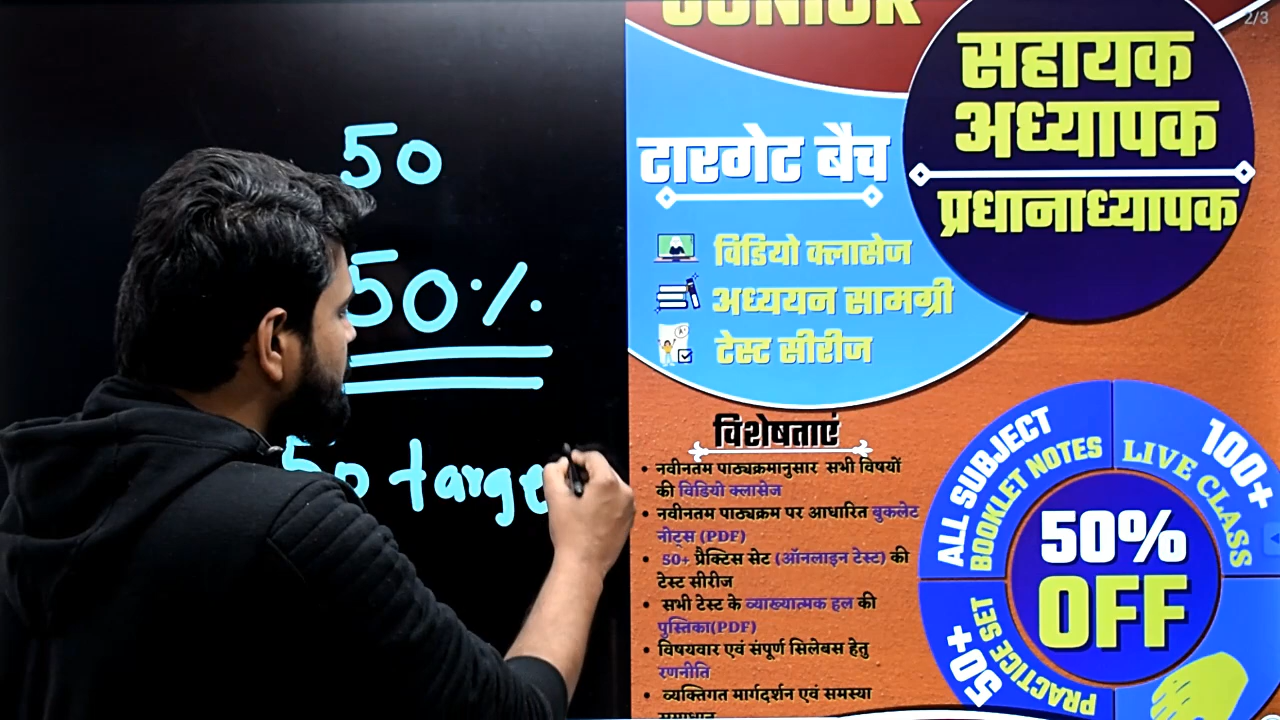 50
50%
50 targe
2/3
JUNIOR
सहायक
अध्यापक
प्रधानाध्यापक
टारगेट बैच
विडियो क्लासेज
अध्ययन सामग्री
A+
टेस्ट सीरीज
विशेषताएं
• नवीनतम पाठ्यक्रमानुसार सभी विषयों
की विडियो क्लासेज
• नवीनतम पाठ्यक्रम पर आधारित बुकलेट
नोट्स (PDF)
• 50+ प्रैक्टिस सेट (ऑनलाइन टेस्ट) की
टेस्ट सीरीज
• सभी टेस्ट के व्याख्यात्मक हल की
पुस्तिका(PDF)
• विषयवार एवं संपूर्ण सिलेबस हेतु
रणनीति
• व्यक्तिगत मार्गदर्शन एवं समस्या
समाधान
ALL SUBJECT
BOOKLET NOTES
100+
LIVE CLASS
50%
OFF
50+
PRACTICE SET